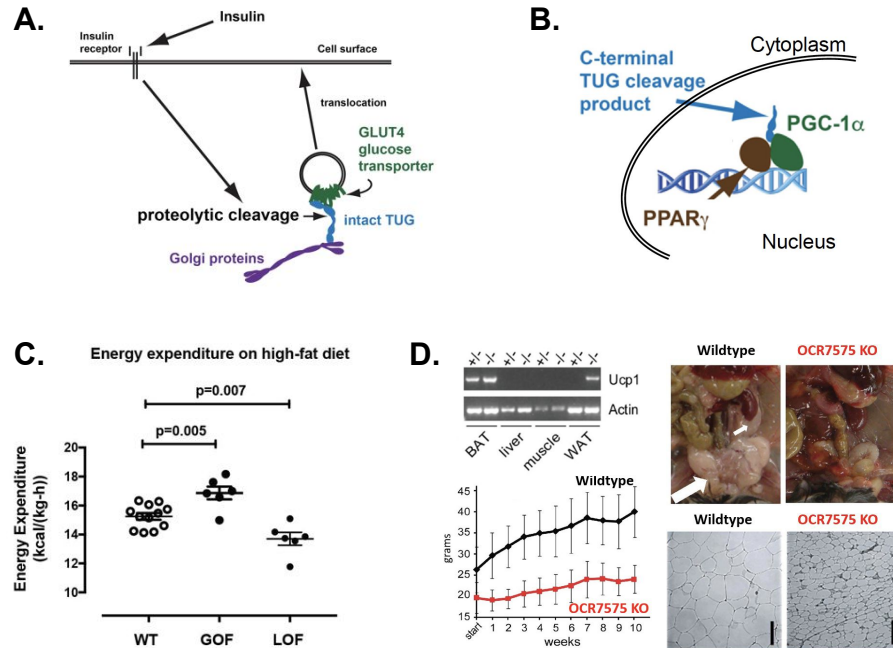 A.
Insulin
Insulin
receptor
Cell surface
translocation
GLUT4
glucose
transporter
proteolytic cleavage
intact TUG
Golgi proteins
B.
Cytoplasm
C-terminal
TUG cleavage
product
PGC-1α
PPARγ
Nucleus
C.
Energy expenditure on high-fat diet
p=0.007
p=0.005
Energy Expenditure
(kcal/(kg-h))
20
18
16
14
12
10
WT GOF LOF
D.
+/- -/- +/- -/- +/- -/- +/- -/-
Ucp1
Actin
BAT liver muscle WAT
Wildtype
grams
45
40
35
30
25
20
15
OCR7575 KO
start 1 2 3 4 5 6 7 8 9 10
weeks
Wildtype OCR7575 KO
Wildtype OCR7575 KO